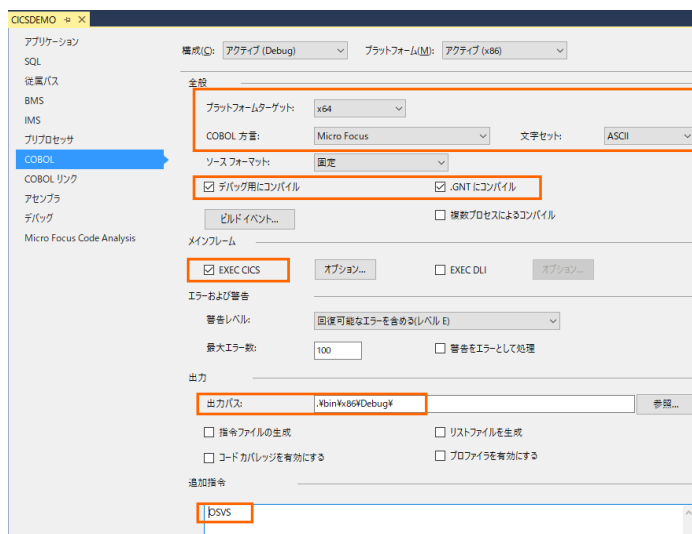 CICSDEMO
アプリケーション
SQL
従属パス
BMS
IMS
プリプロセッサ
COBOL
COBOL リンク
アセンブラ
デバッグ
Micro Focus Code Analysis
構成(C): アクティブ (Debug) プラットフォーム(M): アクティブ (x86)
全般
プラットフォームターゲット: x64
COBOL 方言: Micro Focus 文字セット: ASCII
ソース フォーマット: 固定
デバッグ用にコンパイル .GNT にコンパイル
ビルド イベント... 複数プロセスによるコンパイル
メインフレーム
EXEC CICS オプション... EXEC DLI オプション...
エラーおよび警告
警告レベル: 回復可能なエラーを含める(レベル E)
最大エラー数: 100 警告をエラーとして処理
出力
出力パス: .¥bin¥x86¥Debug¥ 参照...
指令ファイルの生成 リストファイルを生成
コード カバレッジを有効にする プロファイラを有効にする
追加指令
OSVS